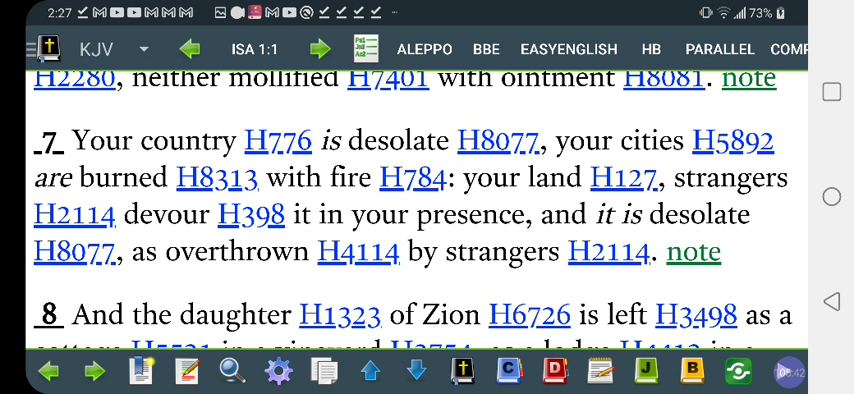 2:27 73%
KJV ISA 1:1 ALEPPO BBE EASYENGLISH HB PARALLEL COMP
H2280, neither mollified H7401 with ointment H8081. note
7 Your country H776 is desolate H8077, your cities H5892
are burned H8313 with fire H784: your land H127, strangers
H2114 devour H398 it in your presence, and it is desolate
H8077, as overthrown H4114 by strangers H2114. note
8 And the daughter H1323 of Zion H6726 is left H3498 as a
C D J B